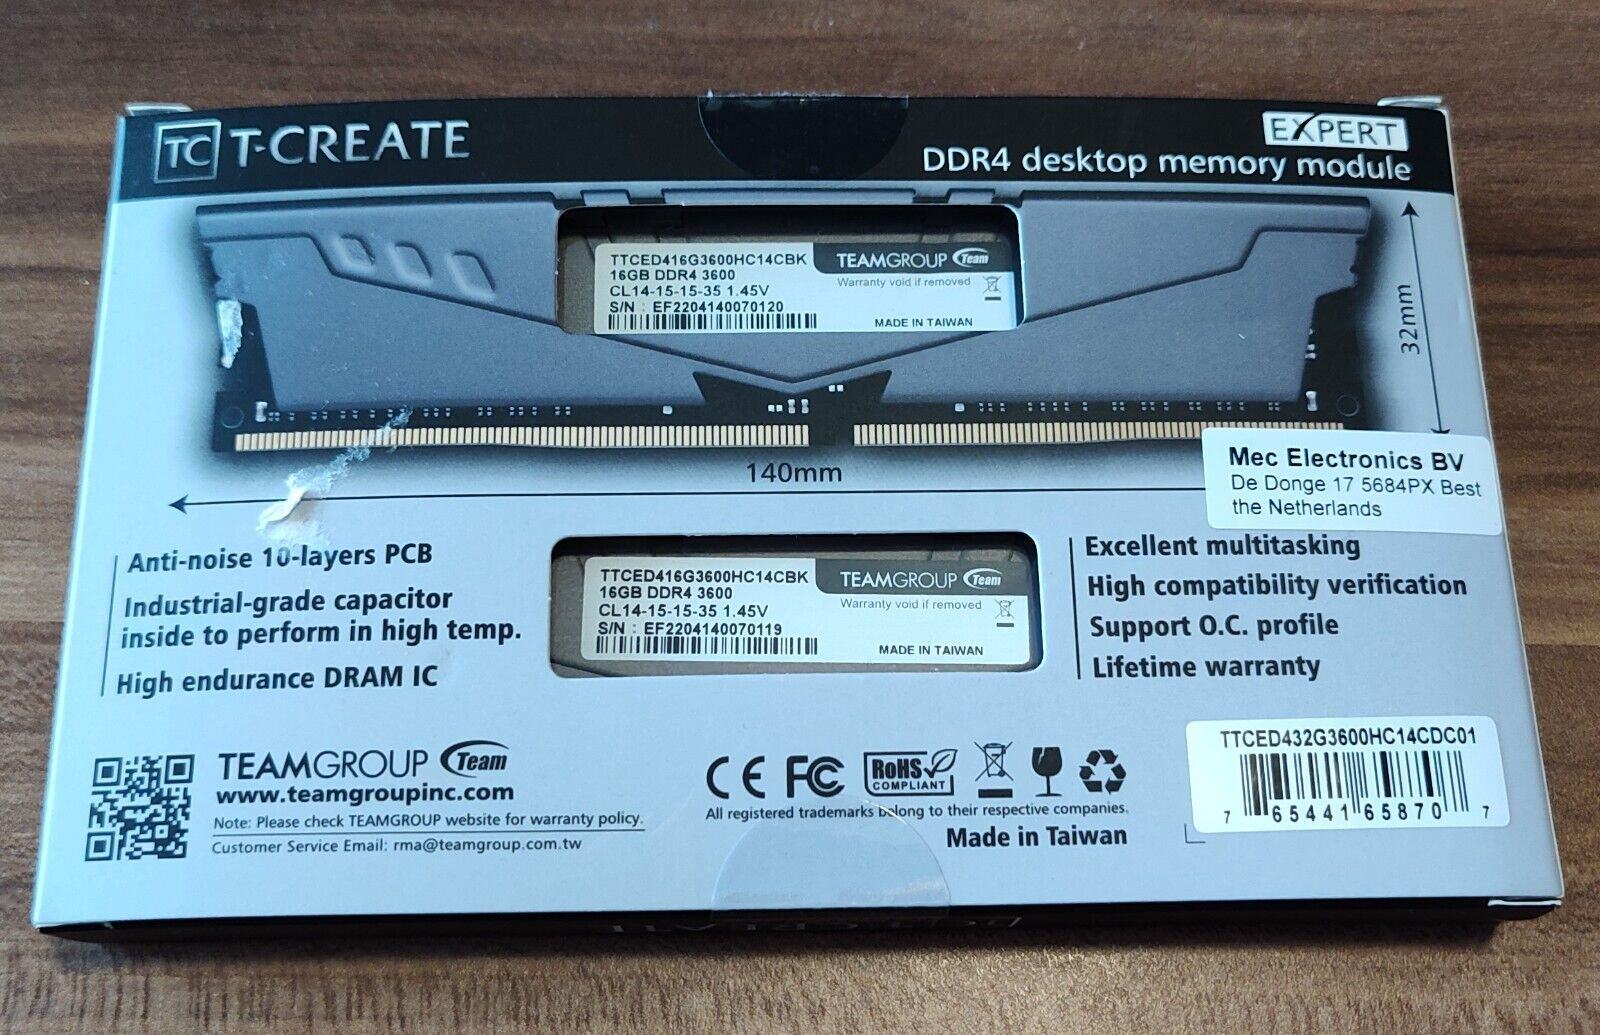 TC T-CREATE
EXPERT
DDR4 desktop memory module
TTCED416G3600HC14CBK
16GB DDR4 3600
CL14-15-15-35 1.45V
S/N : EF2204140070120
TEAMGROUP Team
Warranty void if removed
MADE IN TAIWAN
32mm
140mm
Mec Electronics BV
De Donge 17 5684PX Best
the Netherlands
Anti-noise 10-layers PCB
Industrial-grade capacitor
inside to perform in high temp.
High endurance DRAM IC
TTCED416G3600HC14CBK
16GB DDR4 3600
CL14-15-15-35 1.45V
S/N : EF2204140070119
TEAMGROUP Team
Warranty void if removed
MADE IN TAIWAN
Excellent multitasking
High compatibility verification
Support O.C. profile
Lifetime warranty
TEAMGROUP Team
www.teamgroupinc.com
Note: Please check TEAMGROUP website for warranty policy.
Customer Service Email: rma@teamgroup.com.tw
CE FC RoHS
COMPLIANT
All registered trademarks belong to their respective companies.
Made in Taiwan
TTCED432G3600HC14CDC01
7 65441 65870 7